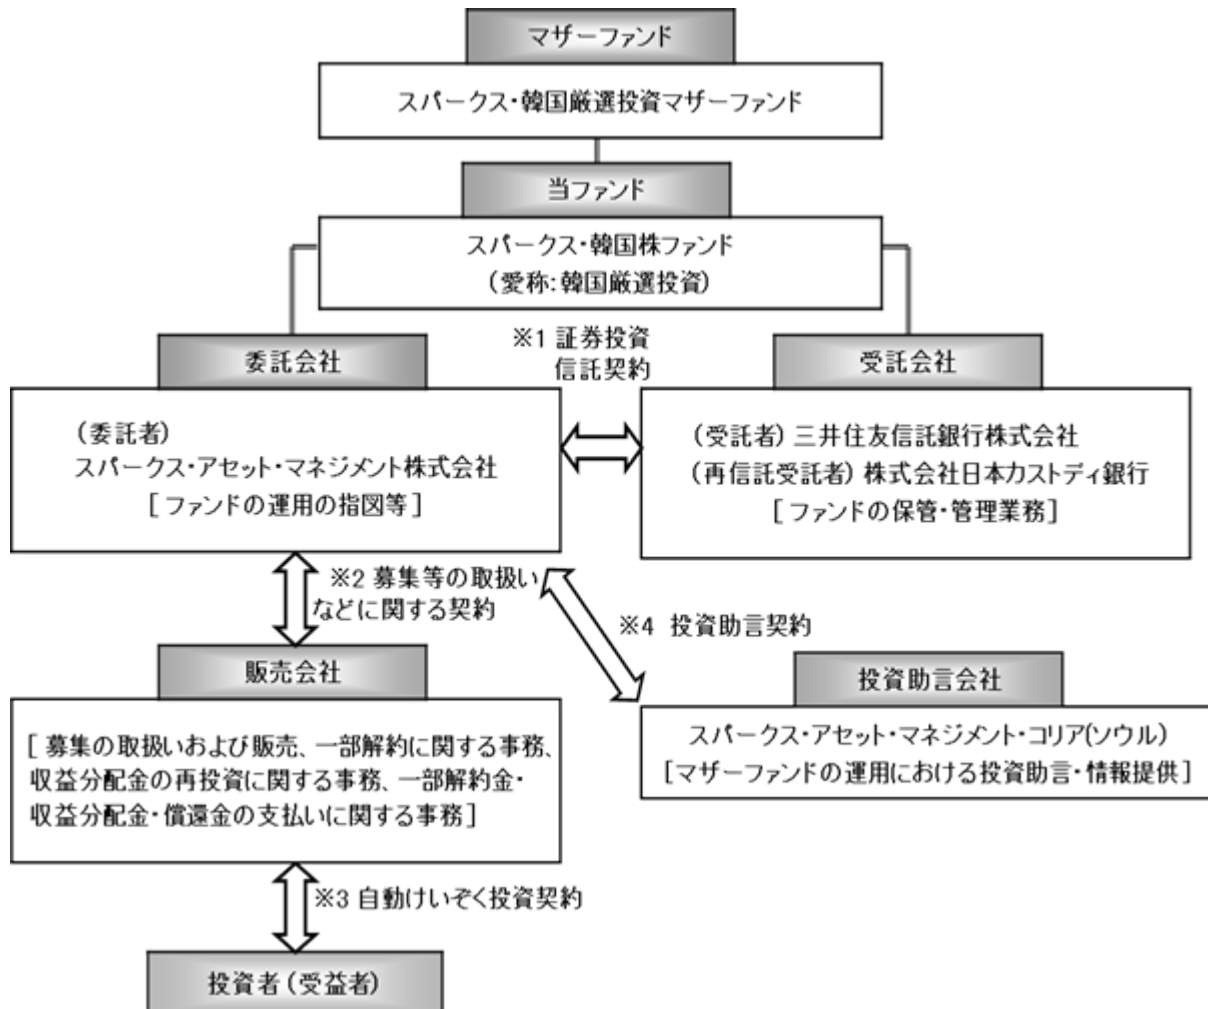 マザーファンド
スパークス・韓国厳選投資マザーファンド
当ファンド
スパークス・韓国株ファンド
(愛称:韓国厳選投資)
※1 証券投資
信託契約
委託会社
(委託者)
スパークス・アセット・マネジメント株式会社
[ファンドの運用の指図等]
受託会社
(受託者) 三井住友信託銀行株式会社
(再信託受託者) 株式会社日本カストディ銀行
[ファンドの保管・管理業務]
※2 募集等の取扱い
などに関する契約
※4 投資助言契約
販売会社
[募集の取扱いおよび販売、一部解約に関する事務、
収益分配金の再投資に関する事務、一部解約金・
収益分配金・償還金の支払いに関する事務]
投資助言会社
スパークス・アセット・マネジメント・コリア(ソウル)
[マザーファンドの運用における投資助言・情報提供]
※3 自動けいぞく投資契約
投資者(受益者)